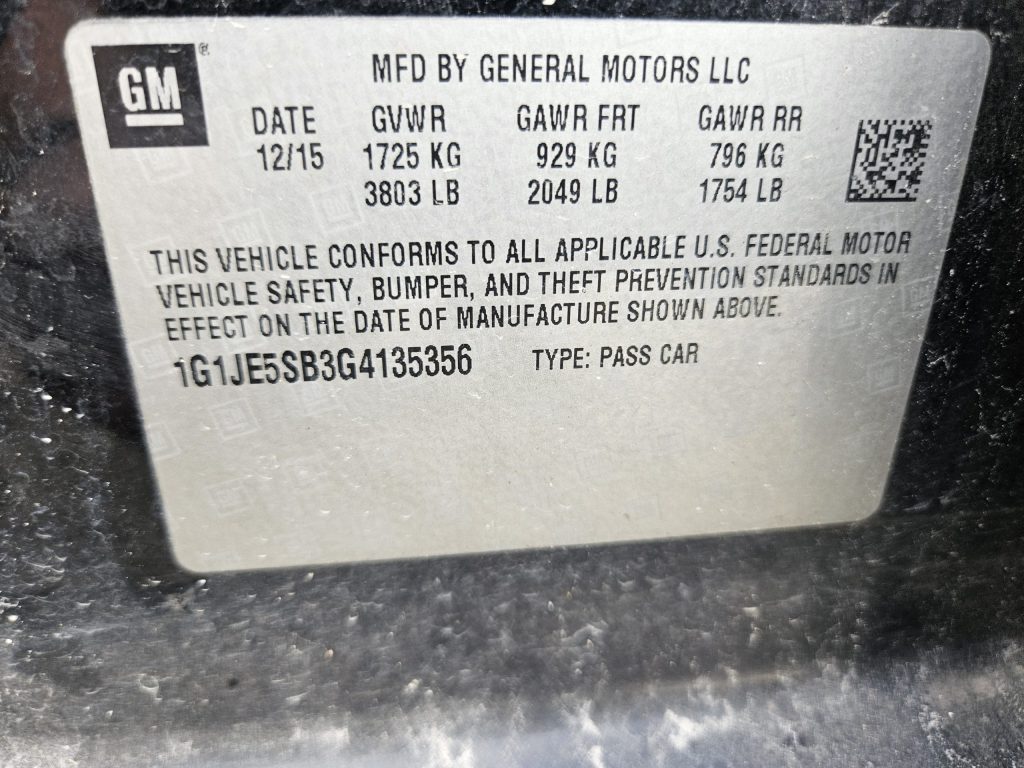 GM ®
MFD BY GENERAL MOTORS LLC
DATE GVWR GAWR FRT GAWR RR
12/15 1725 KG 929 KG 796 KG
3803 LB 2049 LB 1754 LB
THIS VEHICLE CONFORMS TO ALL APPLICABLE U.S. FEDERAL MOTOR
VEHICLE SAFETY, BUMPER, AND THEFT PREVENTION STANDARDS IN
EFFECT ON THE DATE OF MANUFACTURE SHOWN ABOVE.
1G1JE5SB3G4135356 TYPE: PASS CAR